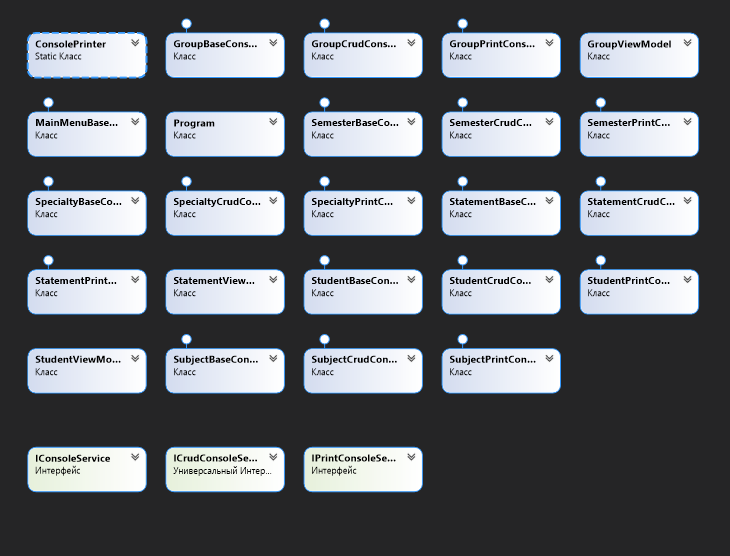 ConsolePrinter
Static Класс
GroupBaseCons...
Класс
GroupCrudCons...
Класс
GroupPrintCons...
Класс
GroupViewModel
Класс
MainMenuBase...
Класс
Program
Класс
SemesterBaseCo...
Класс
SemesterCrudC...
Класс
SemesterPrintC...
Класс
SpecialtyBaseCo...
Класс
SpecialtyCrudCo...
Класс
SpecialtyPrintC...
Класс
StatementBaseC...
Класс
StatementCrudC...
Класс
StatementPrint...
Класс
StatementView...
Класс
StudentBaseCon...
Класс
StudentCrudCo...
Класс
StudentPrintCo...
Класс
StudentViewMo...
Класс
SubjectBaseCon...
Класс
SubjectCrudCon...
Класс
SubjectPrintCon...
Класс
IConsoleService
Интерфейс
ICrudConsoleSe...
Универсальный Интер...
IPrintConsoleSe...
Интерфейс